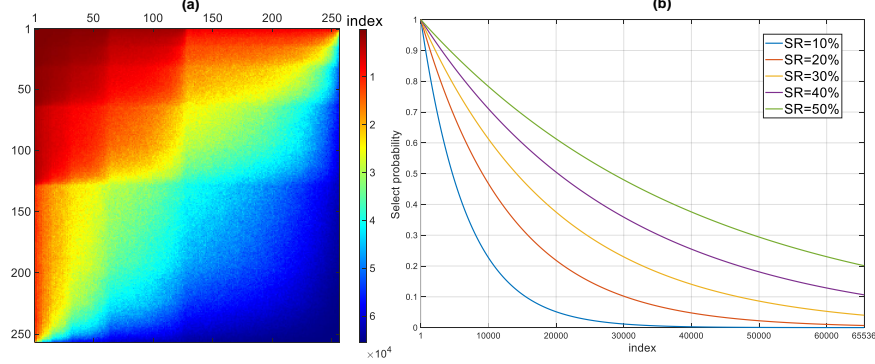 (a)
1 50 100 150 200 250 index
1
50
100
150
200
250
1
2
3
4
5
6
×10⁴
(b)
1
0.9
0.8
0.7
0.6
0.5
0.4
0.3
0.2
0.1
0
Select probability
1 10000 20000 30000 40000 50000 60000 65536
index
SR=10%
SR=20%
SR=30%
SR=40%
SR=50%